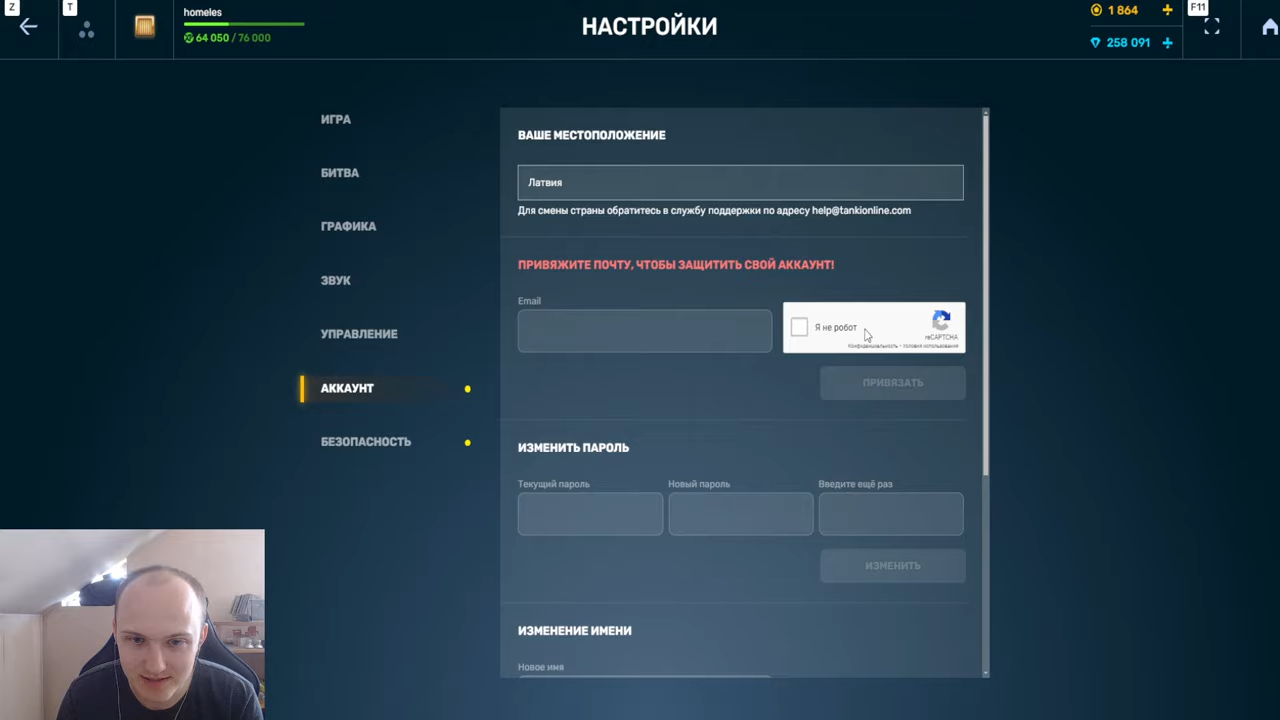 Z
T
homeles
64 050 / 76 000
НАСТРОЙКИ
1 864
258 091
F11
ИГРА
БИТВА
ГРАФИКА
ЗВУК
УПРАВЛЕНИЕ
АККАУНТ
БЕЗОПАСНОСТЬ
ВАШЕ МЕСТОПОЛОЖЕНИЕ
Латвия
Для смены страны обратитесь в службу поддержки по адресу help@tankionline.com
ПРИВЯЖИТЕ ПОЧТУ, ЧТОБЫ ЗАЩИТИТЬ СВОЙ АККАУНТ!
Email
Я не робот
reCAPTCHA
Конфиденциальность - Условия использования
ПРИВЯЗАТЬ
ИЗМЕНИТЬ ПАРОЛЬ
Текущий пароль Новый пароль Введите ещё раз
ИЗМЕНИТЬ
ИЗМЕНЕНИЕ ИМЕНИ
Новое имя